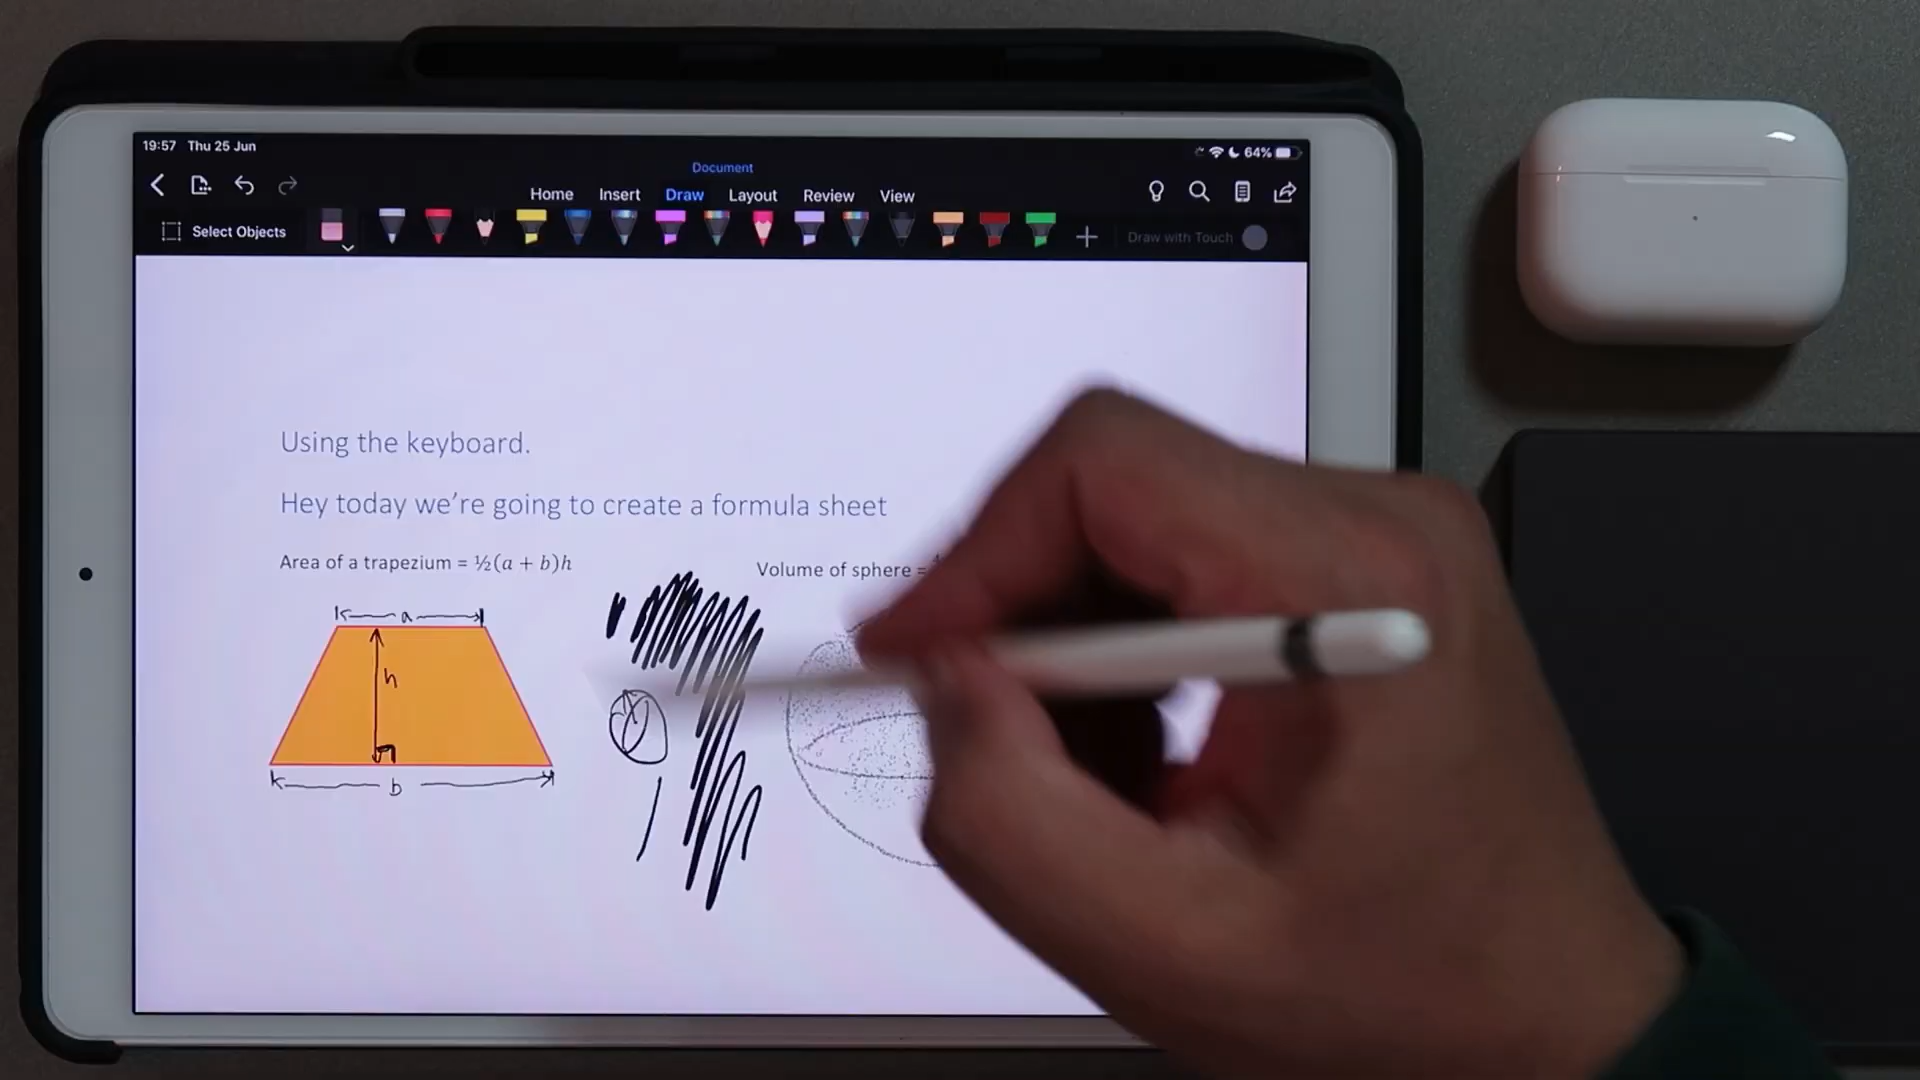 19:57 Thu 25 Jun
64%
Document
Home Insert Draw Layout Review View
Select Objects
Draw with Touch
Using the keyboard.
Hey today we're going to create a formula sheet
Area of a trapezium = ½(a + b)h
Volume of sphere =
a
h
b